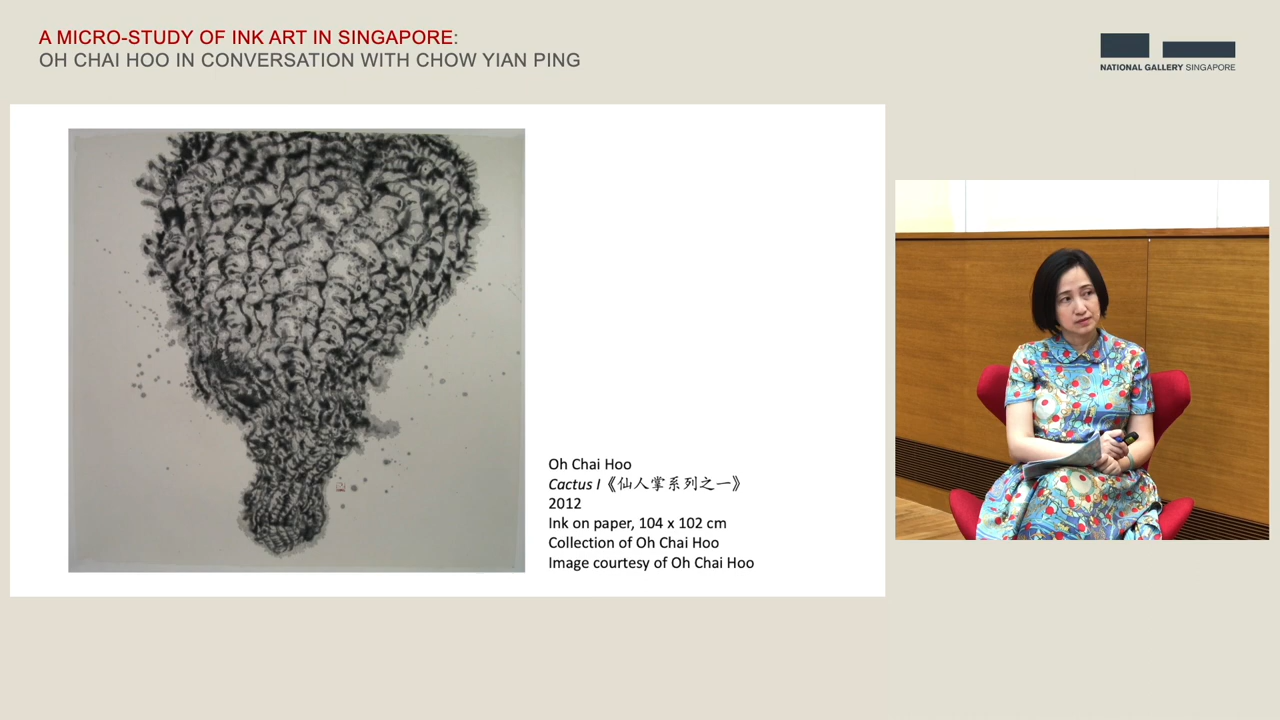 A MICRO-STUDY OF INK ART IN SINGAPORE:
OH CHAI HOO IN CONVERSATION WITH CHOW YIAN PING
NATIONAL GALLERY SINGAPORE
Oh Chai Hoo
Cactus I《仙人掌系列之一》
2012
Ink on paper, 104 x 102 cm
Collection of Oh Chai Hoo
Image courtesy of Oh Chai Hoo